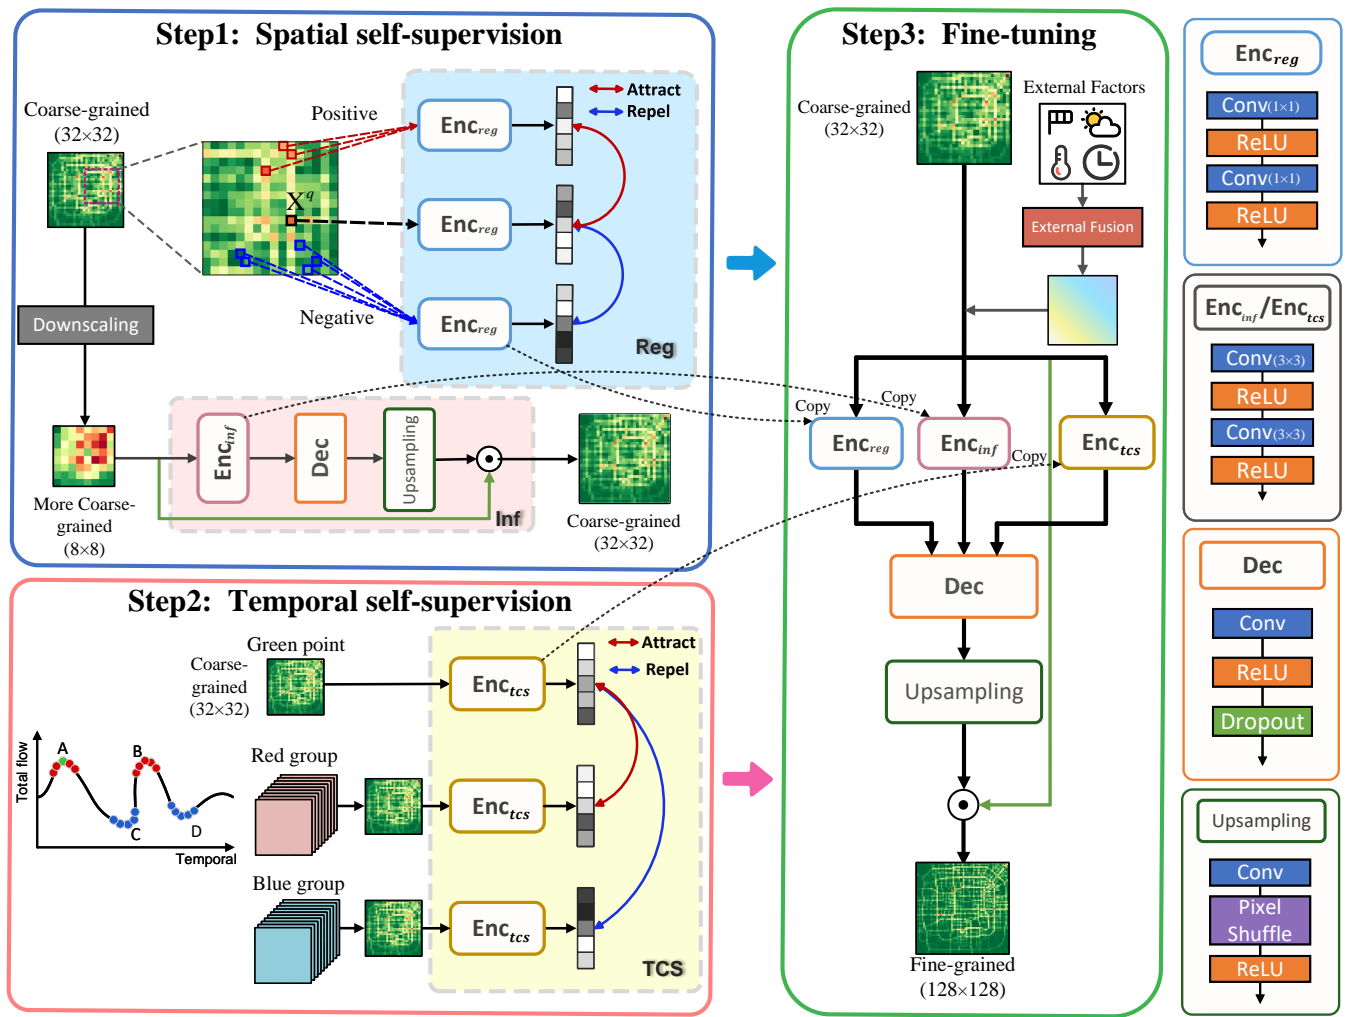 Step1: Spatial self-supervision
Coarse-grained
(32×32)
Positive
X^q
Negative
Enc_reg
Enc_reg
Enc_reg
Attract
Repel
Reg
Downscaling
More Coarse-
grained
(8×8)
Enc_inf
Dec
Upsampling
Inf
Coarse-grained
(32×32)
Step2: Temporal self-supervision
Green point
Coarse-
grained
(32×32)
Total flow
A
B
C
D
Temporal
Red group
Blue group
Enc_tcs
Enc_tcs
Enc_tcs
Attract
Repel
TCS
Step3: Fine-tuning
Coarse-grained
(32×32)
External Factors
External Fusion
Copy
Copy
Copy
Enc_reg
Enc_inf
Enc_tcs
Dec
Upsampling
Fine-grained
(128×128)
Enc_reg
Conv(1×1)
ReLU
Conv(1×1)
ReLU
Enc_inf/Enc_tcs
Conv(3×3)
ReLU
Conv(3×3)
ReLU
Dec
Conv
ReLU
Dropout
Upsampling
Conv
Pixel
Shuffle
ReLU